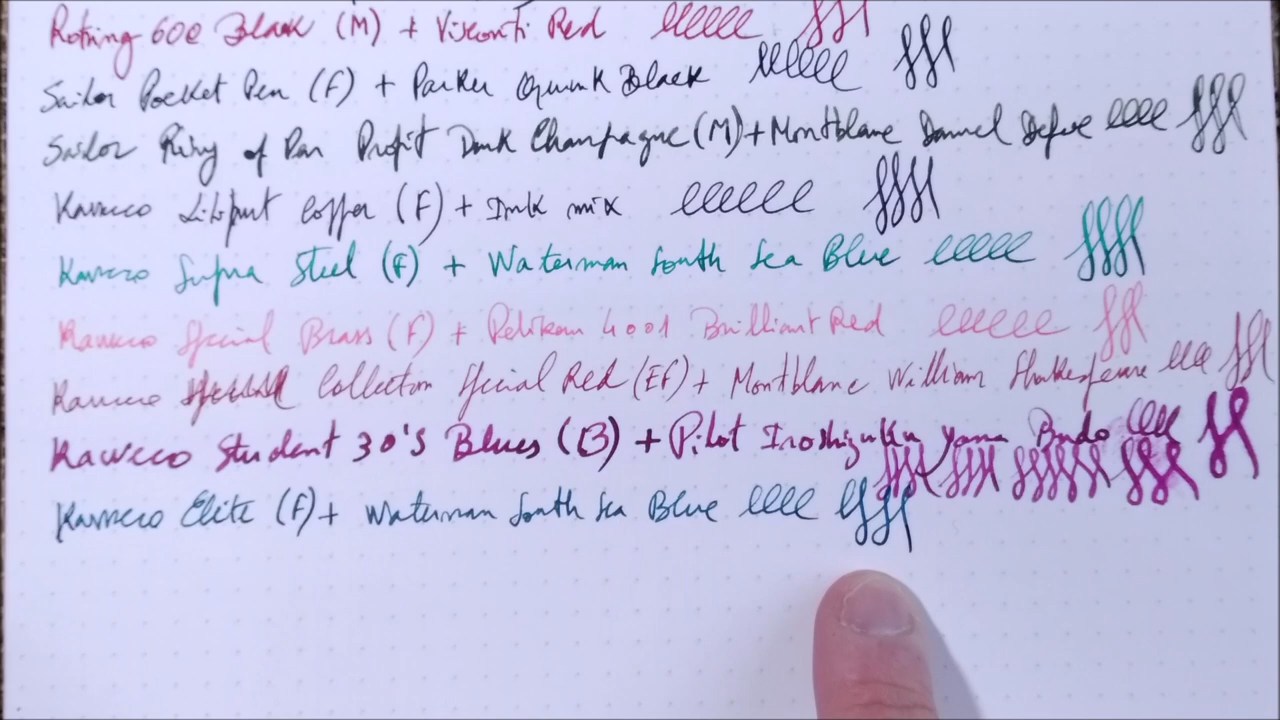 Rotring 600 Black (M) + Visconti Red
Sailor Pocket Pen (F) + Parker Quink Black
Sailor King of Pen Profit Dark Champagne (M) + Montblanc Daniel Defoe
Kaweco Liliput Copper (F) + Ink mix
Kaweco Supra Steel (F) + Waterman South Sea Blue
Kaweco Special Brass (F) + Pelikan 4001 Brilliant Red
Kaweco Collection Special Red (EF) + Montblanc William Shakespeare
Kaweco Student 30's Blues (B) + Pilot Iroshizuku Yama Budo
Kaweco Elite (F) + Waterman South Sea Blue